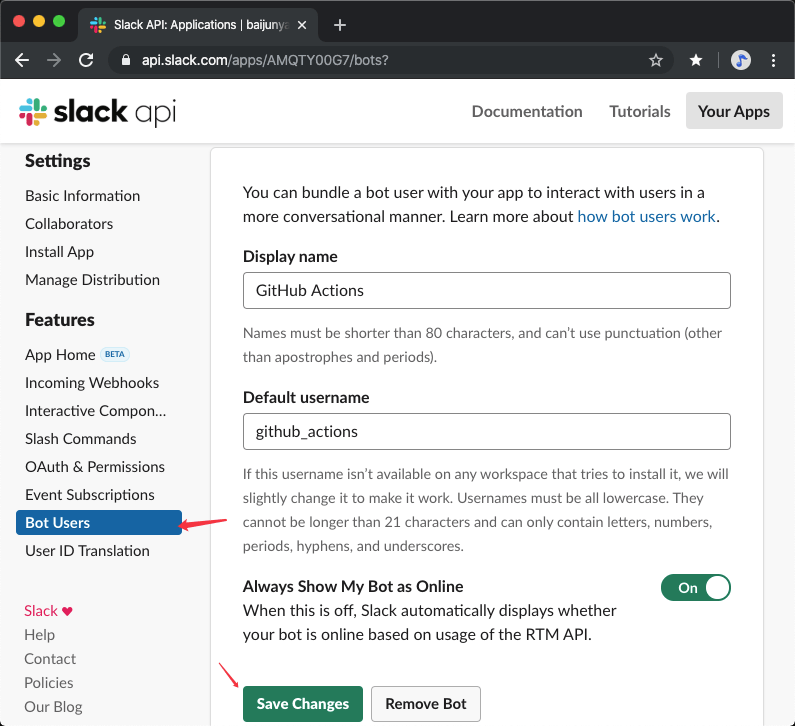 Slack API: Applications | baijunya
api.slack.com/apps/AMQTY00G7/bots?
slack api
Documentation
Tutorials
Your Apps
Settings
Basic Information
Collaborators
Install App
Manage Distribution
Features
App Home BETA
Incoming Webhooks
Interactive Compon...
Slash Commands
OAuth & Permissions
Event Subscriptions
Bot Users
User ID Translation
Slack ♥
Help
Contact
Policies
Our Blog
You can bundle a bot user with your app to interact with users in a
more conversational manner. Learn more about how bot users work.
Display name
GitHub Actions
Names must be shorter than 80 characters, and can’t use punctuation (other
than apostrophes and periods).
Default username
github_actions
If this username isn’t available on any workspace that tries to install it, we will
slightly change it to make it work. Usernames must be all lowercase. They
cannot be longer than 21 characters and can only contain letters, numbers,
periods, hyphens, and underscores.
Always Show My Bot as Online
On
When this is off, Slack automatically displays whether
your bot is online based on usage of the RTM API.
Save Changes
Remove Bot